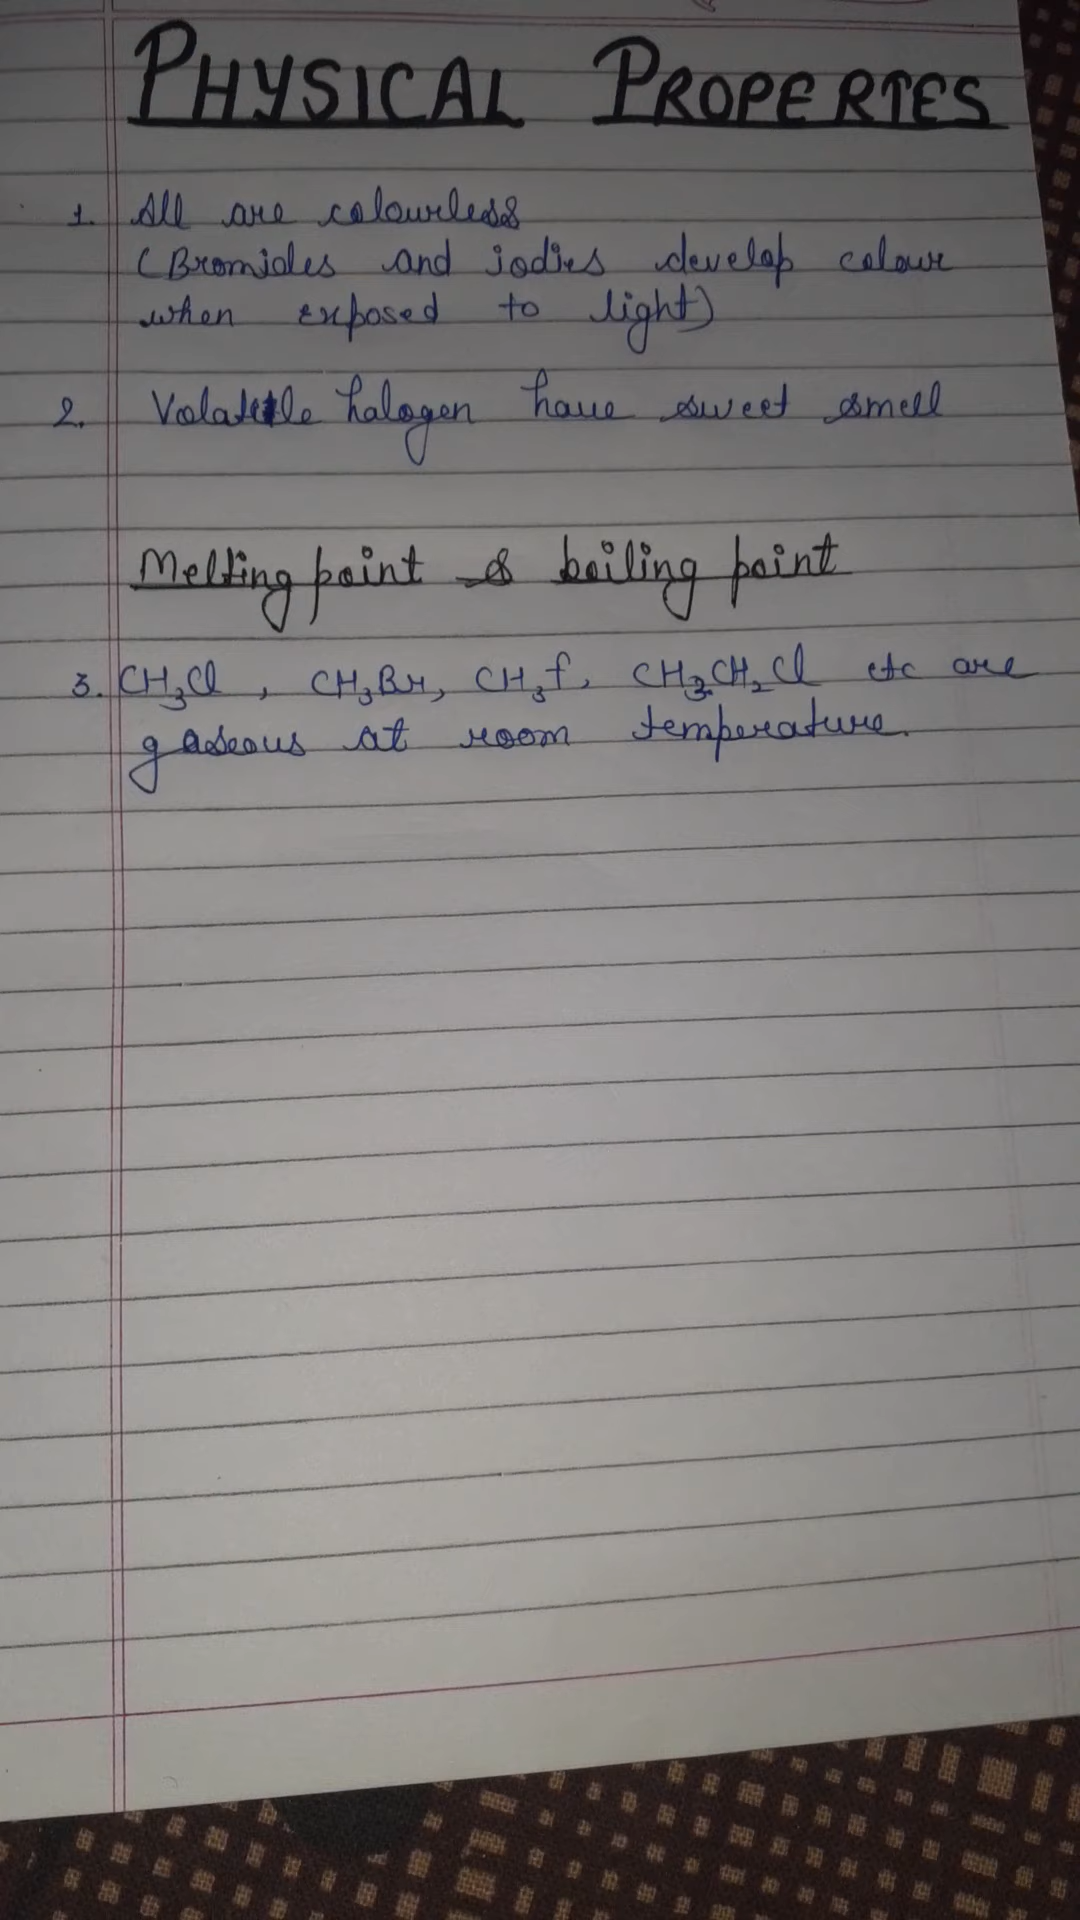 PHYSICAL PROPERTES
1. All are colourless
(Bromides and iodies develop colour
when exposed to light)
2. Volatile halogen have sweet smell
Melting point & boiling point
3. CH₃Cl, CH₃Br, CH₃f, CH₃CH₂Cl etc are
gaseous at room temperature.